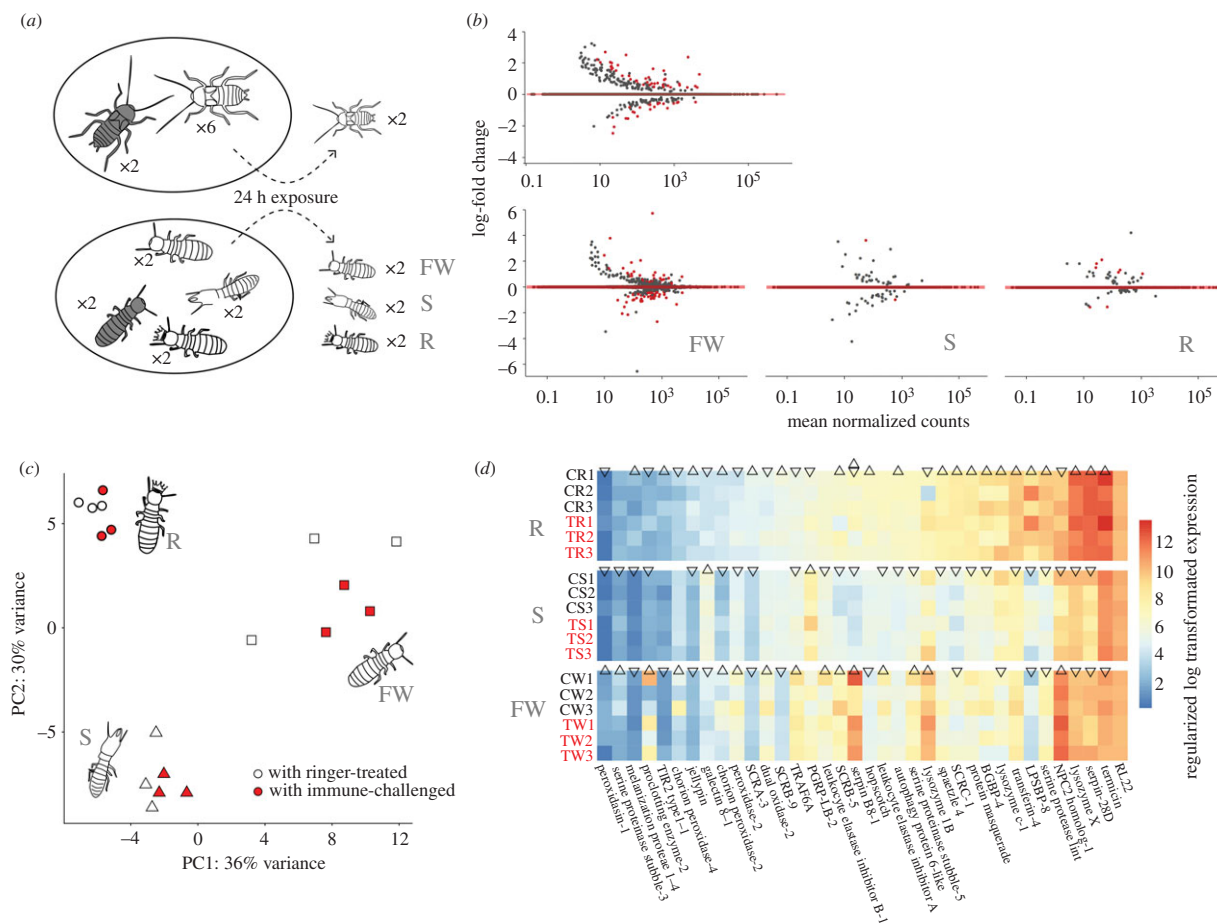 (a)
×6
×2
×2
24 h exposure
×2
×2
×2
×2
×2 FW
×2 S
×2 R
(b)
log-fold change
4
2
0
−2
−4
0.1 10 10³ 10⁵
6
4
2
0
−2
−4
−6
FW
S
R
0.1 10 10³ 10⁵
0.1 10 10³ 10⁵
0.1 10 10³ 10⁵
mean normalized counts
(c)
PC2: 30% variance
5
0
−5
R
FW
S
with ringer-treated
with immune-challenged
−4 0 4 8 12
PC1: 36% variance
(d)
R
CR1
CR2
CR3
TR1
TR2
TR3
S
CS1
CS2
CS3
TS1
TS2
TS3
FW
CW1
CW2
CW3
TW1
TW2
TW3
peroxidasin-1
serine proteinase stubble-3
melanization proteae 1–4
proclotting enzyme-2
TIR2 type1–1
chorion peroxidase-4
jellypin
galectin 8–1
chorion peroxidase-2
peroxidase-2
SCRA-3
dual oxidase-2
SCRB-9
TRAF6A
PGRP-LB-2
leukocyte elastase inhibitor B-1
SCRB-5
serpin B8-1
hopscotch
leukocyte elastase inhibitor A
autophagy protein 6-like
serine proteinase stubble-5
lysozyme 1B
spaetzle 4
SCRC-1
protein masquerade
BGBP-4
lysozyme c-1
transferin-4
LPSBP-8
serine protease lint
NPC2 homolog-1
lysozyme X
serpin-28D
termicin
RL22
12
10
8
6
4
2
regularized log transformed expression